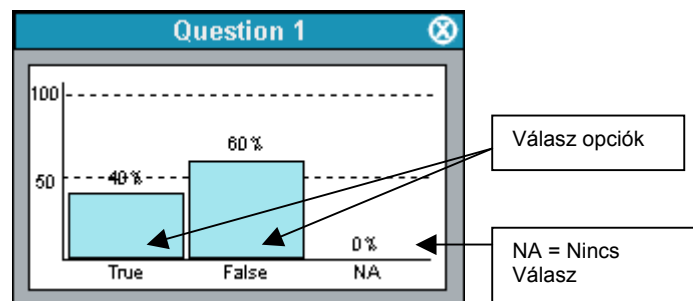 Question 1
100
50
40 %
60 %
0 %
True
False
NA
Válasz opciók
NA = Nincs
Válasz